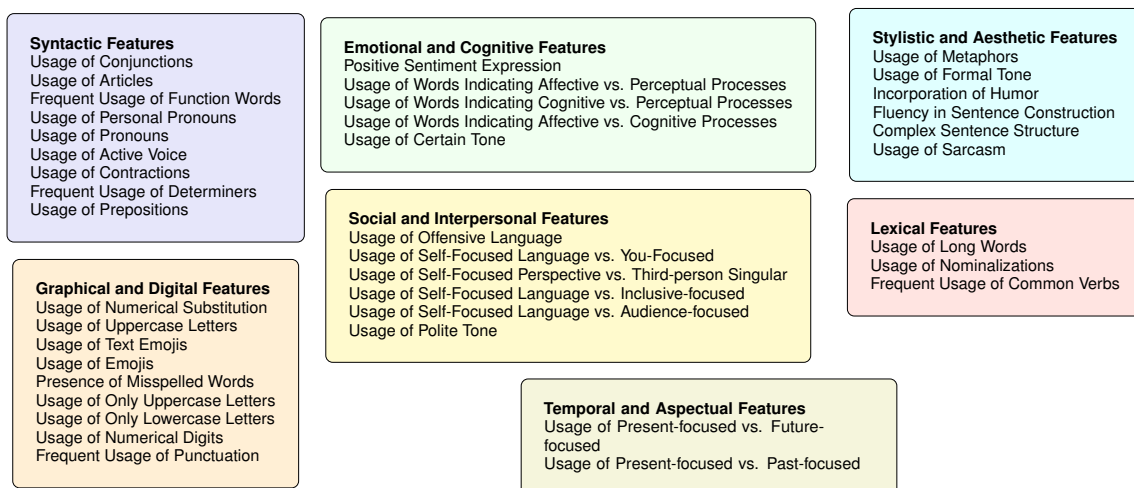 Syntactic Features
Usage of Conjunctions
Usage of Articles
Frequent Usage of Function Words
Usage of Personal Pronouns
Usage of Pronouns
Usage of Active Voice
Usage of Contractions
Frequent Usage of Determiners
Usage of Prepositions
Graphical and Digital Features
Usage of Numerical Substitution
Usage of Uppercase Letters
Usage of Text Emojis
Usage of Emojis
Presence of Misspelled Words
Usage of Only Uppercase Letters
Usage of Only Lowercase Letters
Usage of Numerical Digits
Frequent Usage of Punctuation
Emotional and Cognitive Features
Positive Sentiment Expression
Usage of Words Indicating Affective vs. Perceptual Processes
Usage of Words Indicating Cognitive vs. Perceptual Processes
Usage of Words Indicating Affective vs. Cognitive Processes
Usage of Certain Tone
Social and Interpersonal Features
Usage of Offensive Language
Usage of Self-Focused Language vs. You-Focused
Usage of Self-Focused Perspective vs. Third-person Singular
Usage of Self-Focused Language vs. Inclusive-focused
Usage of Self-Focused Language vs. Audience-focused
Usage of Polite Tone
Temporal and Aspectual Features
Usage of Present-focused vs. Future-
focused
Usage of Present-focused vs. Past-focused
Stylistic and Aesthetic Features
Usage of Metaphors
Usage of Formal Tone
Incorporation of Humor
Fluency in Sentence Construction
Complex Sentence Structure
Usage of Sarcasm
Lexical Features
Usage of Long Words
Usage of Nominalizations
Frequent Usage of Common Verbs